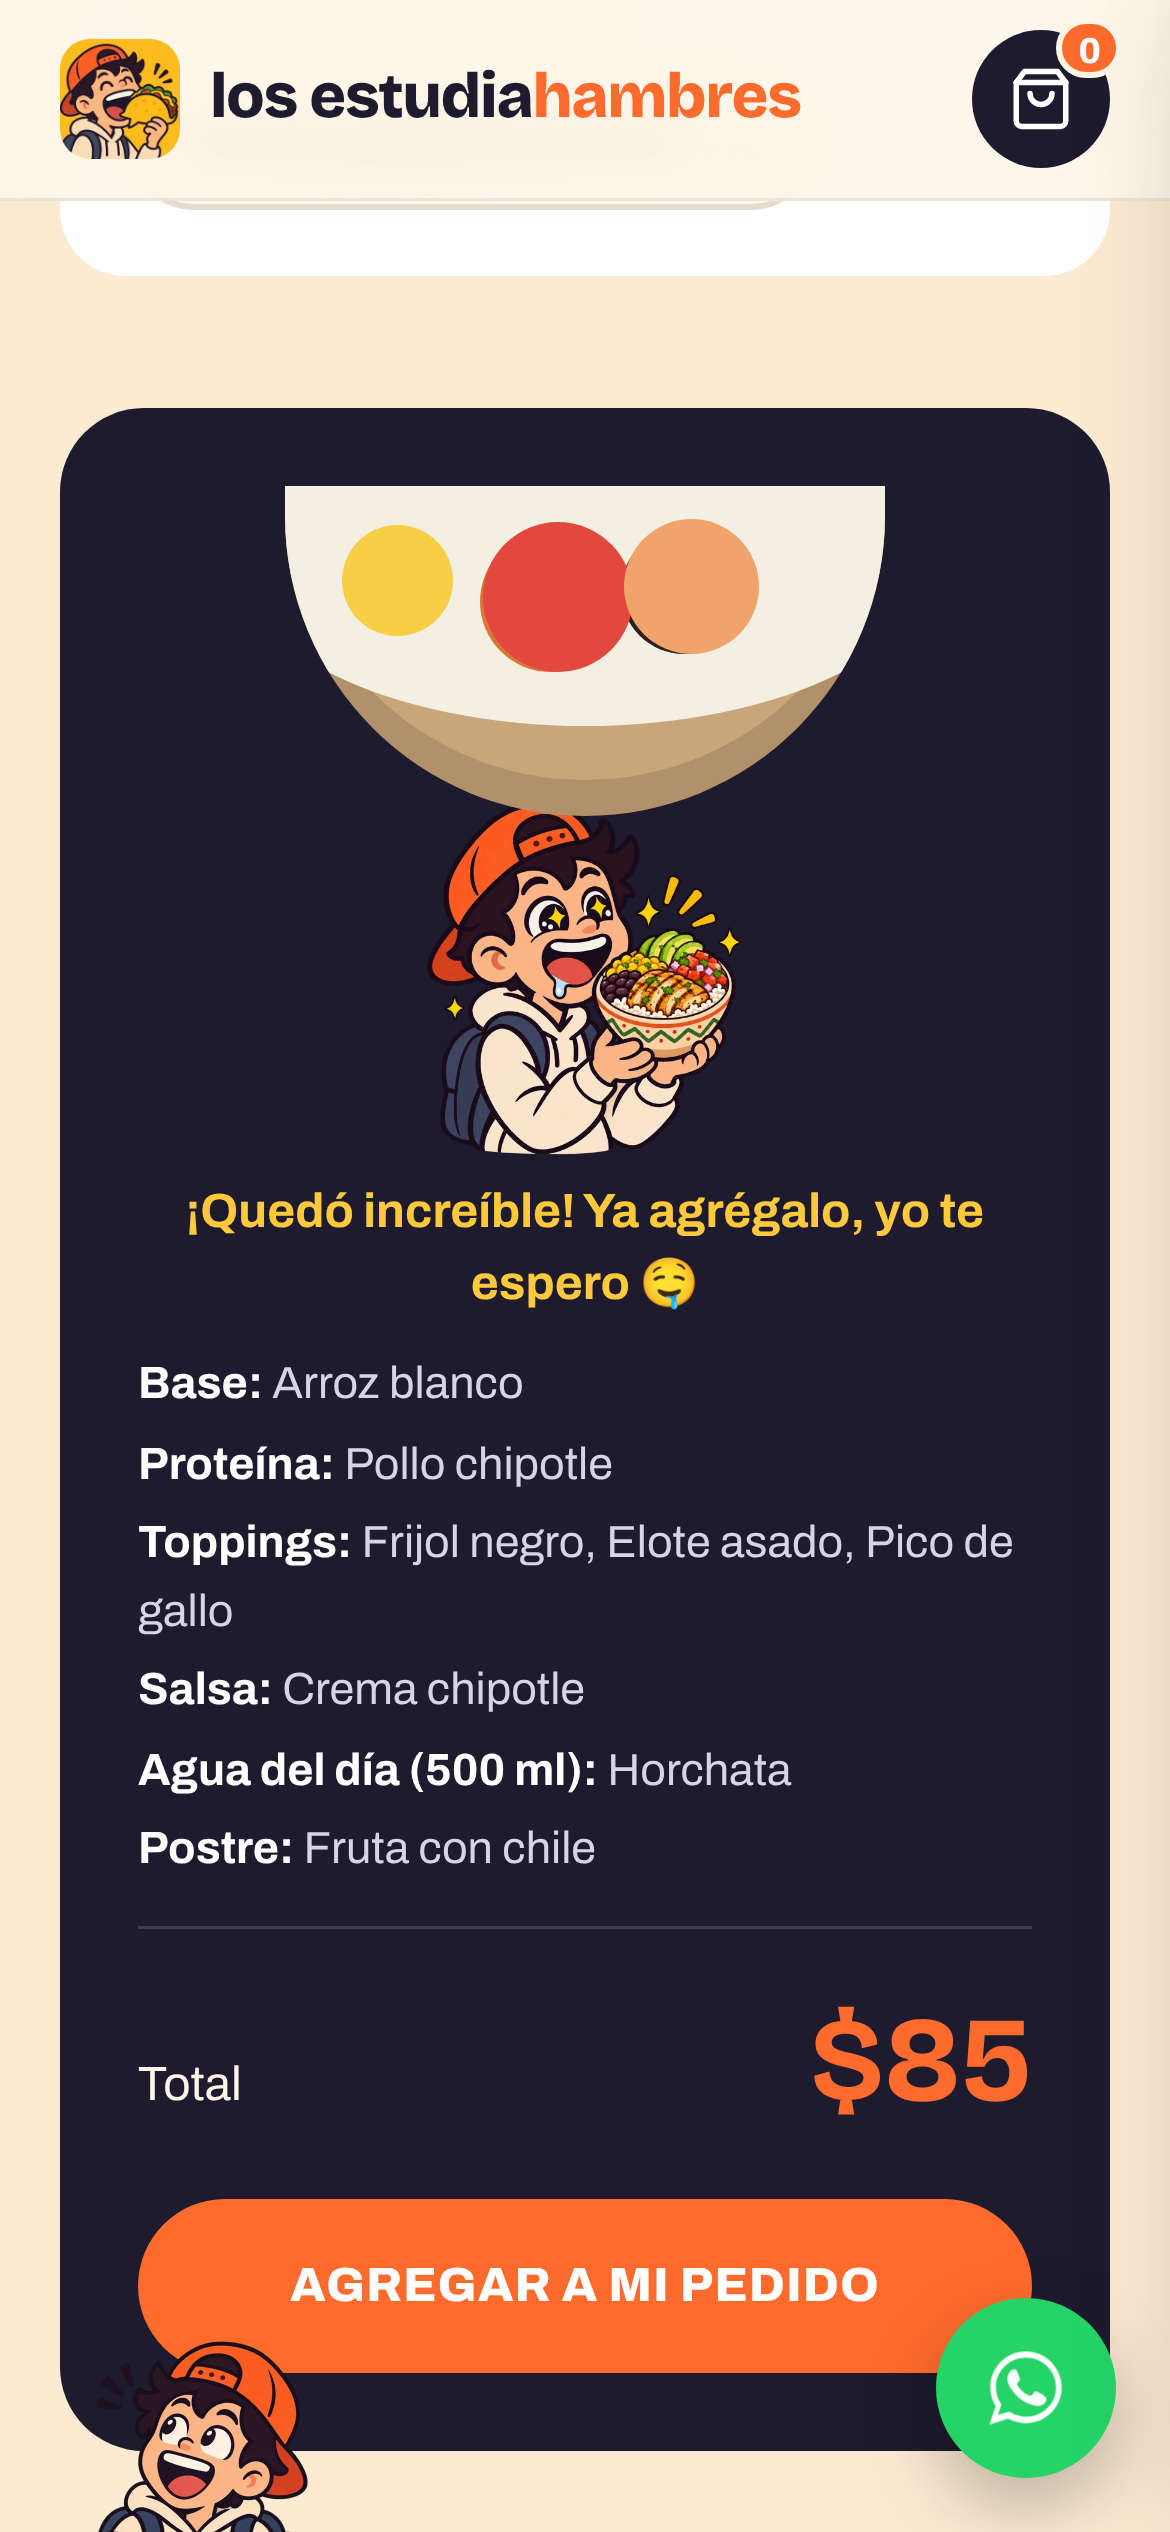 los estudiahambres
0
¡Quedó increíble! Ya agrégalo, yo te
espero 🤤
Base: Arroz blanco
Proteína: Pollo chipotle
Toppings: Frijol negro, Elote asado, Pico de
gallo
Salsa: Crema chipotle
Agua del día (500 ml): Horchata
Postre: Fruta con chile
Total
$85
AGREGAR A MI PEDIDO